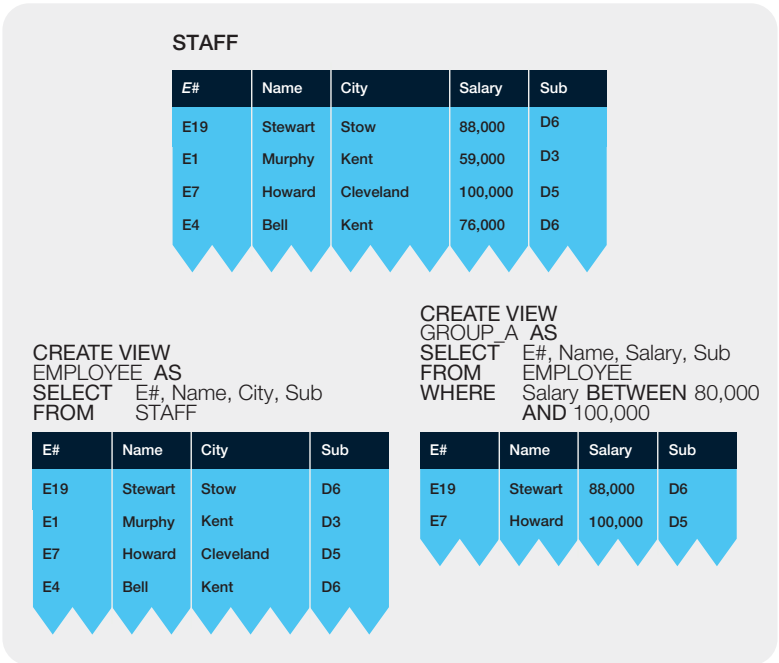 STAFF
E# Name City Salary Sub
E19 Stewart Stow 88,000 D6
E1 Murphy Kent 59,000 D3
E7 Howard Cleveland 100,000 D5
E4 Bell Kent 76,000 D6
CREATE VIEW
EMPLOYEE AS
SELECT E#, Name, City, Sub
FROM STAFF
E# Name City Sub
E19 Stewart Stow D6
E1 Murphy Kent D3
E7 Howard Cleveland D5
E4 Bell Kent D6
CREATE VIEW
GROUP_A AS
SELECT E#, Name, Salary, Sub
FROM EMPLOYEE
WHERE Salary BETWEEN 80,000
AND 100,000
E# Name Salary Sub
E19 Stewart 88,000 D6
E7 Howard 100,000 D5